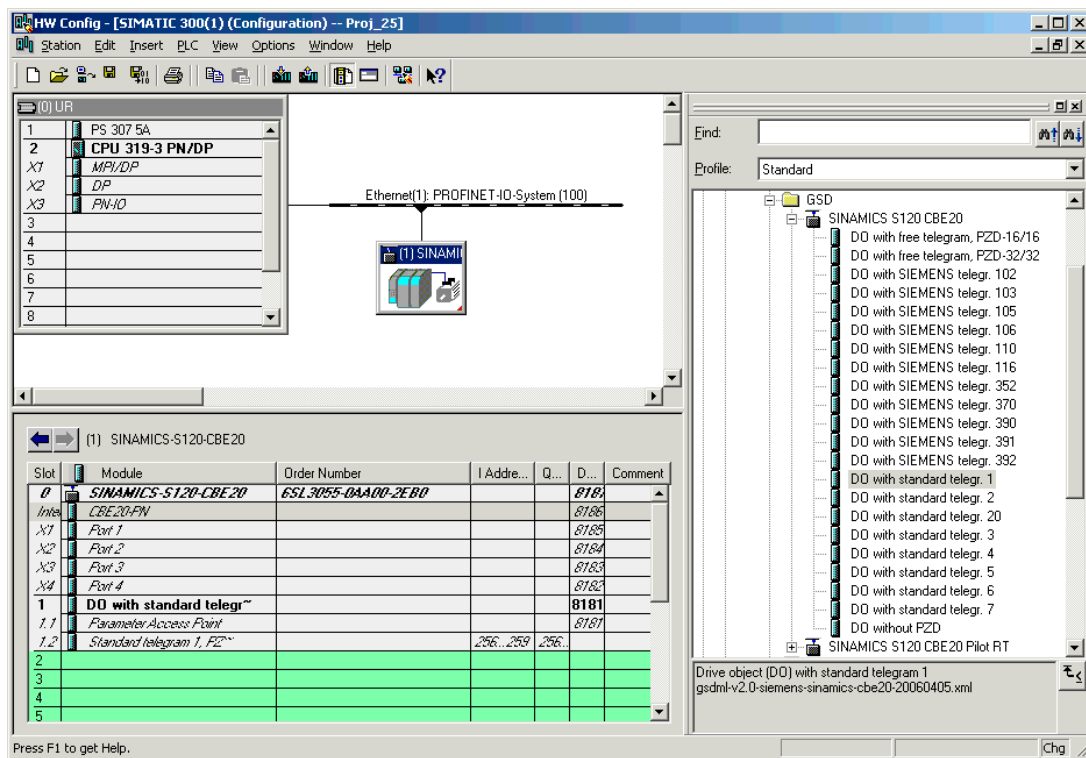 HW Config - [SIMATIC 300(1) (Configuration) -- Proj_25]
Station Edit Insert PLC View Options Window Help
(0) UR
1 PS 307 5A
2 CPU 319-3 PN/DP
X1 MPI/DP
X2 DP
X3 PN-IO
3
4
5
6
7
8
Ethernet(1): PROFINET-IO-System (100)
(1) SINAMI
(1) SINAMICS-S120-CBE20
Slot Module Order Number I Addre... Q... D... Comment
0 SINAMICS-S120-CBE20 6SL3055-0AA00-2EB0 8187
Inte CBE20-PN 8186
X1 Port 1 8185
X2 Port 2 8184
X3 Port 3 8183
X4 Port 4 8182
1 DO with standard telegr~ 8181
1.1 Parameter Access Point 8181
1.2 Standard telegram 1, PZ~ 256...259 256...
2
3
4
5
Find:
Profile: Standard
GSD
SINAMICS S120 CBE20
DO with free telegram, PZD-16/16
DO with free telegram, PZD-32/32
DO with SIEMENS telegr. 102
DO with SIEMENS telegr. 103
DO with SIEMENS telegr. 105
DO with SIEMENS telegr. 106
DO with SIEMENS telegr. 110
DO with SIEMENS telegr. 116
DO with SIEMENS telegr. 352
DO with SIEMENS telegr. 370
DO with SIEMENS telegr. 390
DO with SIEMENS telegr. 391
DO with SIEMENS telegr. 392
DO with standard telegr. 1
DO with standard telegr. 2
DO with standard telegr. 20
DO with standard telegr. 3
DO with standard telegr. 4
DO with standard telegr. 5
DO with standard telegr. 6
DO with standard telegr. 7
DO without PZD
SINAMICS S120 CBE20 Pilot RT
Drive object (DO) with standard telegram 1
gsdml-v2.0-siemens-sinamics-cbe20-20060405.xml
Press F1 to get Help.
Chg